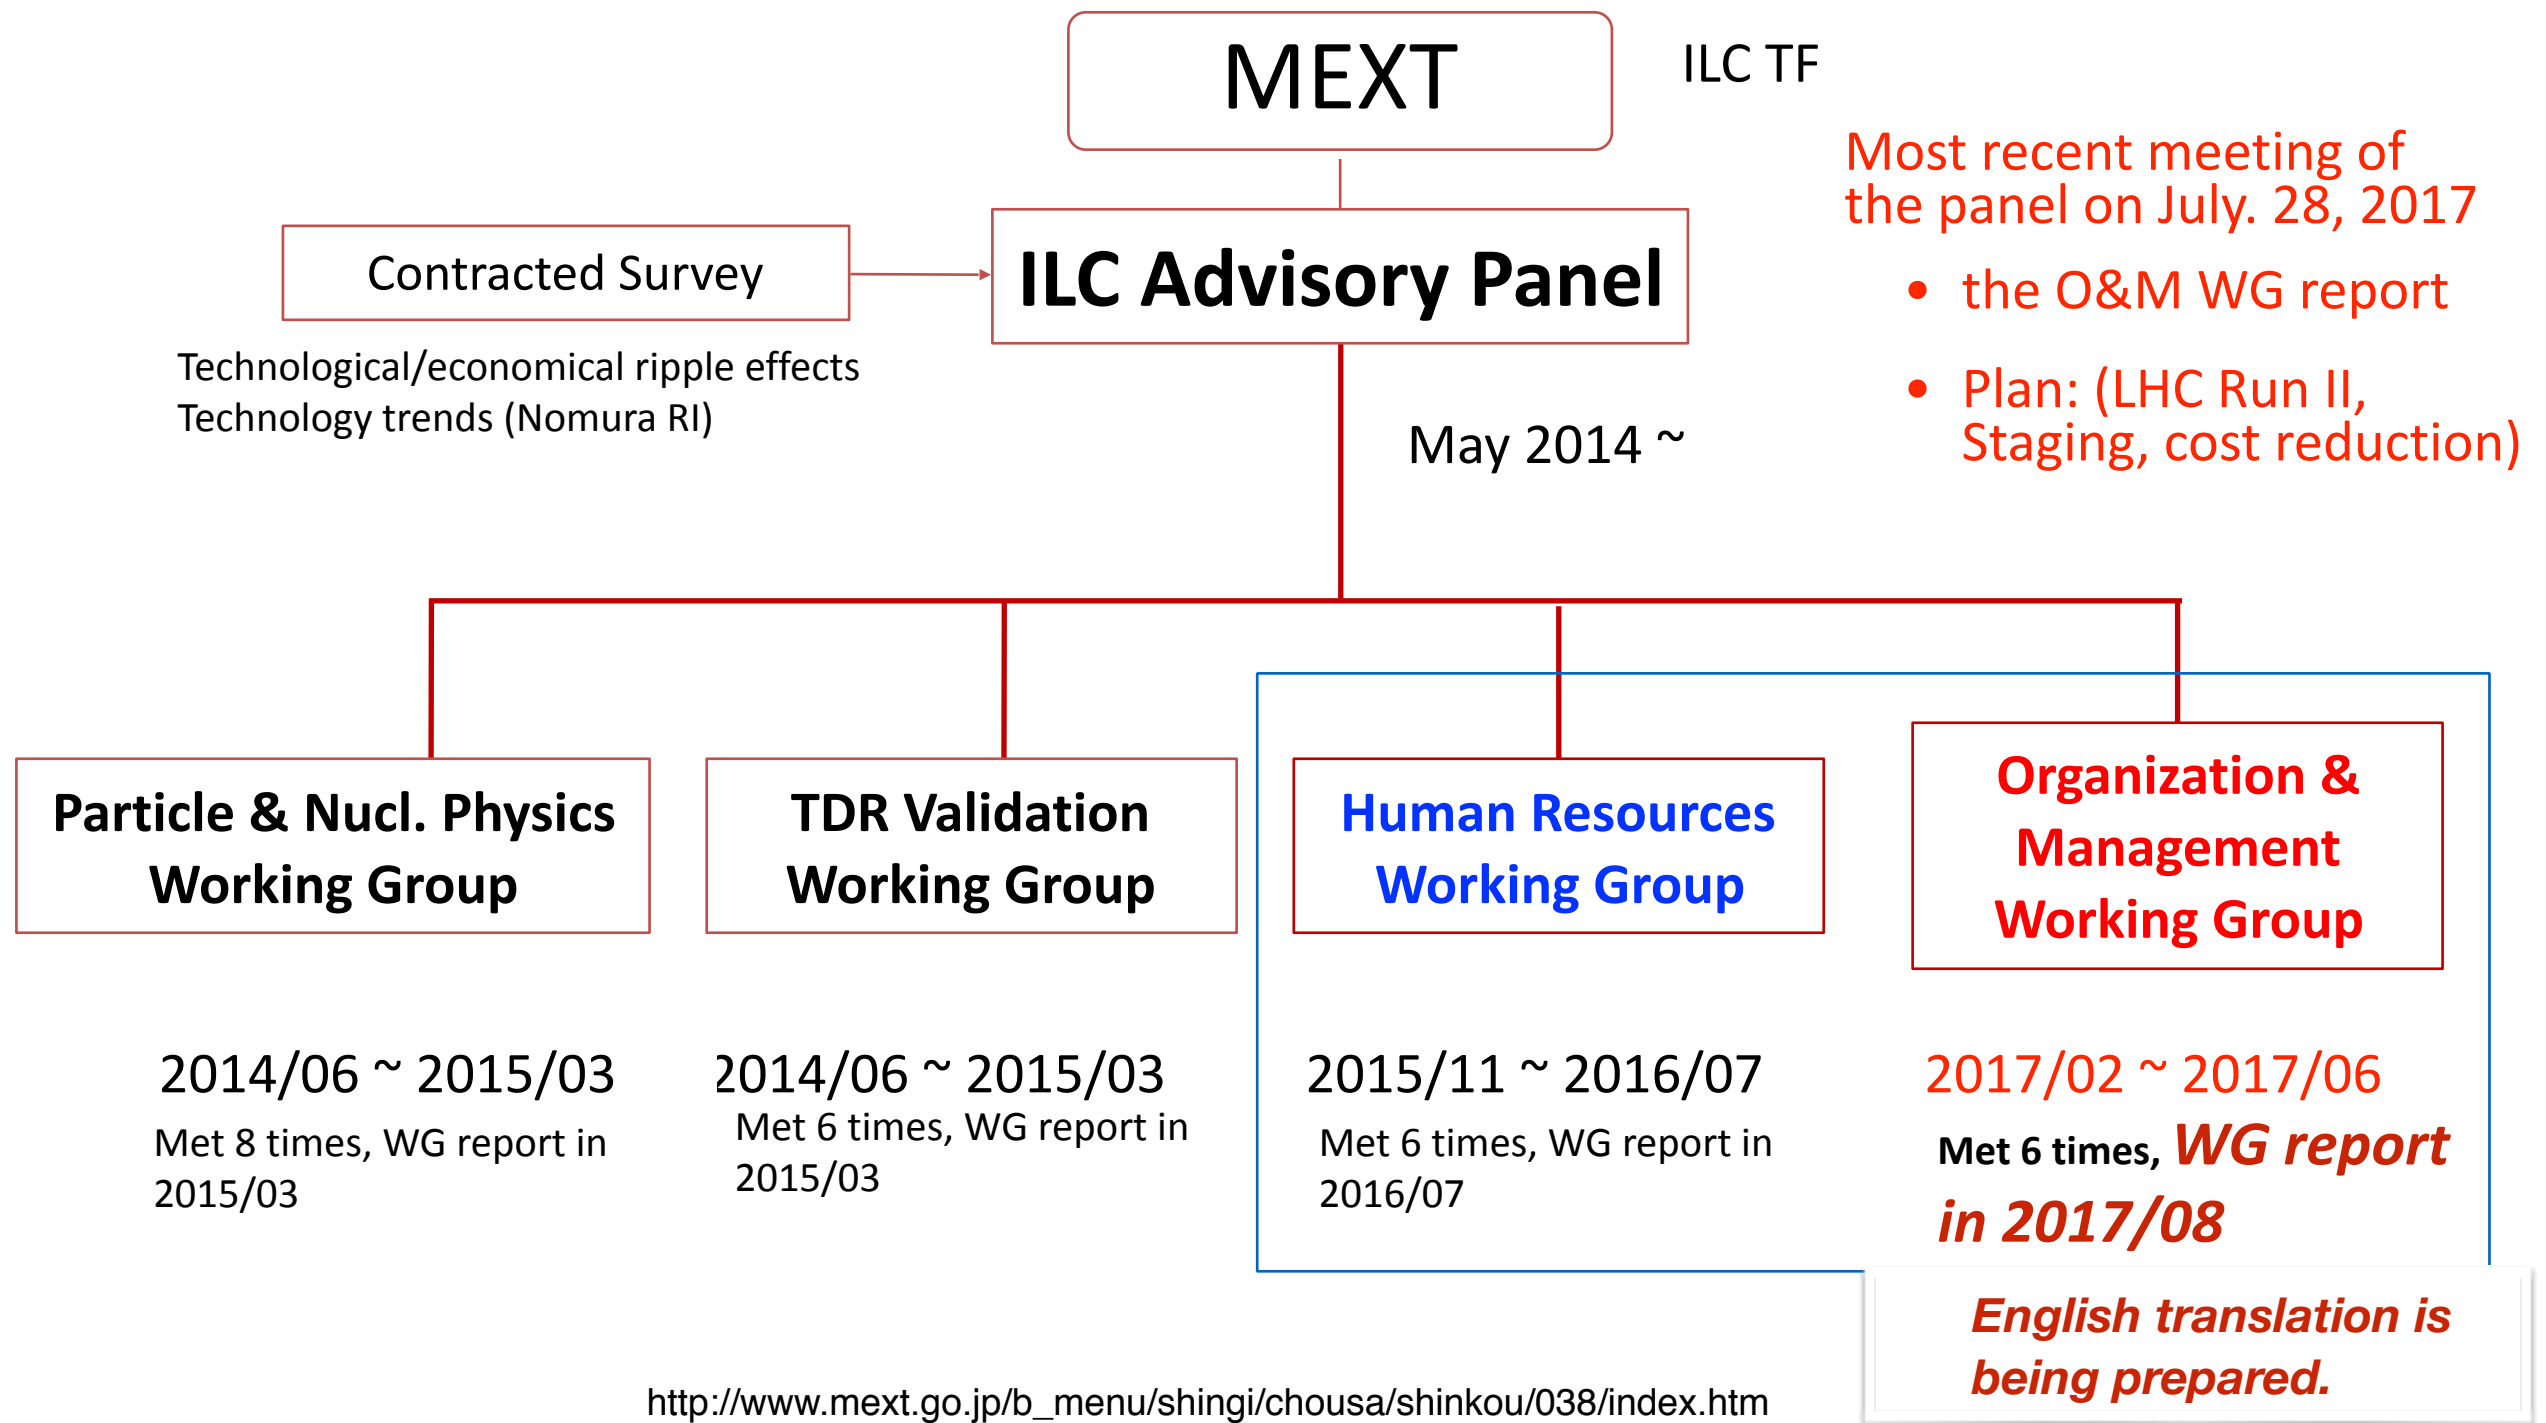 MEXT
ILC TF
Most recent meeting of
the panel on July. 28, 2017
• the O&M WG report
• Plan: (LHC Run II,
Staging, cost reduction)
Contracted Survey
ILC Advisory Panel
Technological/economical ripple effects
Technology trends (Nomura RI)
May 2014 ~
Particle & Nucl. Physics
Working Group
TDR Validation
Working Group
Human Resources
Working Group
Organization &
Management
Working Group
2014/06 ~ 2015/03
Met 8 times, WG report in
2015/03
2014/06 ~ 2015/03
Met 6 times, WG report in
2015/03
2015/11 ~ 2016/07
Met 6 times, WG report in
2016/07
2017/02 ~ 2017/06
Met 6 times, WG report
in 2017/08
English translation is
being prepared.
http://www.mext.go.jp/b_menu/shingi/chousa/shinkou/038/index.htm